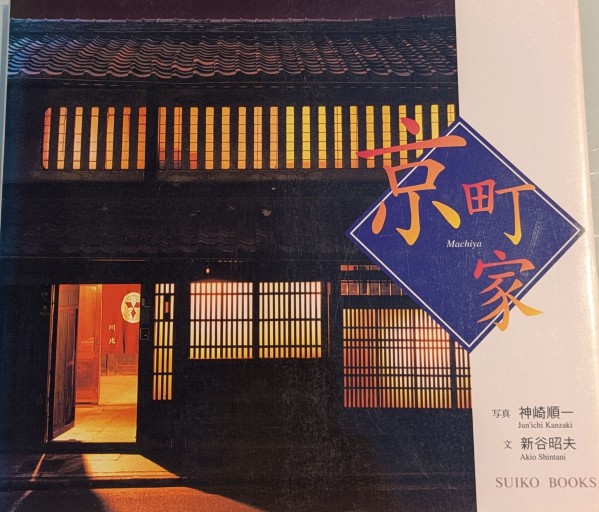 京町家
Machiya
川北
写真 神崎順一
Jun'ichi Kanzaki
文 新谷昭夫
Akio Shintani
SUIKO BOOKS